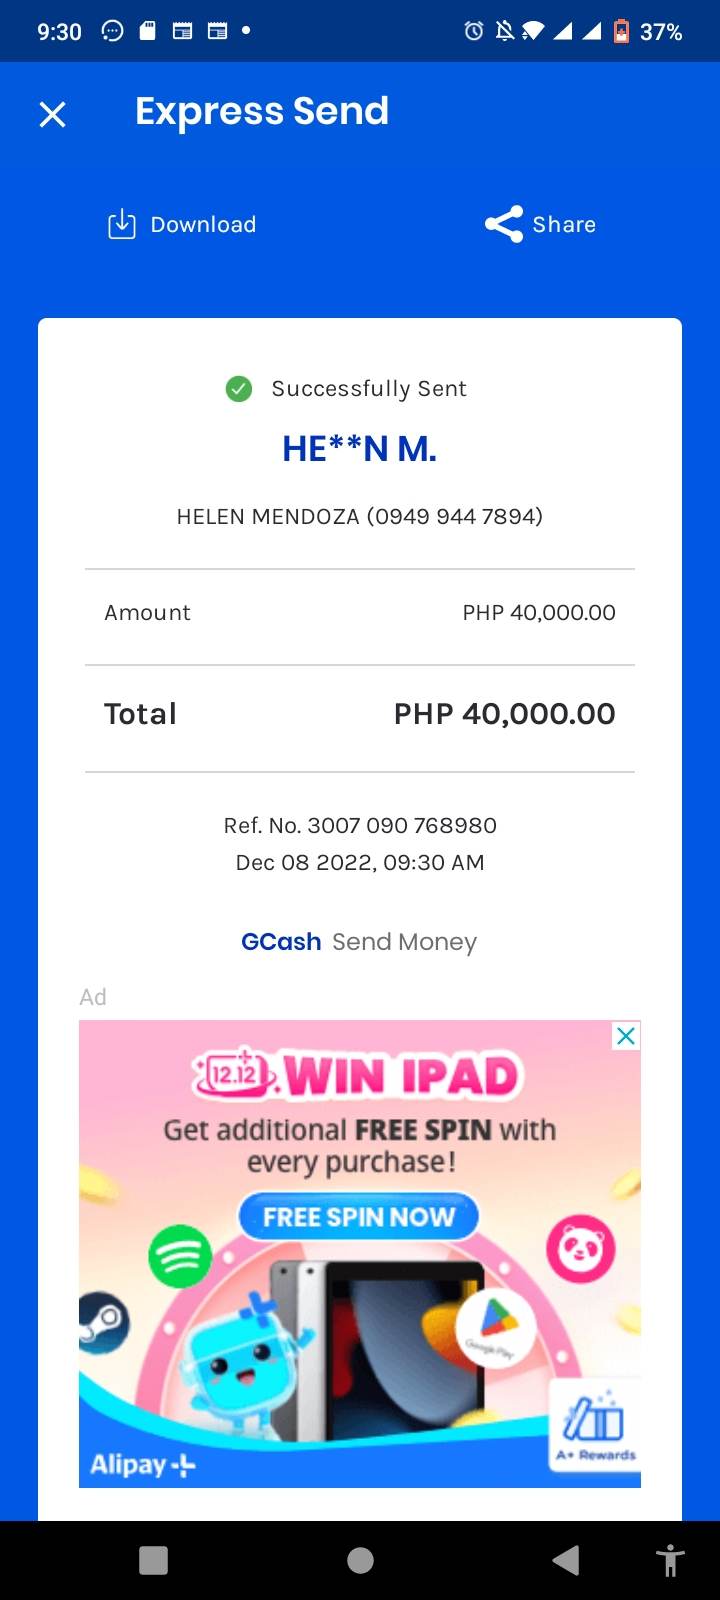 9:30 37%
Express Send
Download Share
Successfully Sent
HE**N M.
HELEN MENDOZA (0949 944 7894)
Amount PHP 40,000.00
Total PHP 40,000.00
Ref. No. 3007 090 768980
Dec 08 2022, 09:30 AM
GCash Send Money
Ad
12.12 WIN IPAD
Get additional FREE SPIN with
every purchase!
FREE SPIN NOW
Google Play
A+ Rewards
Alipay+